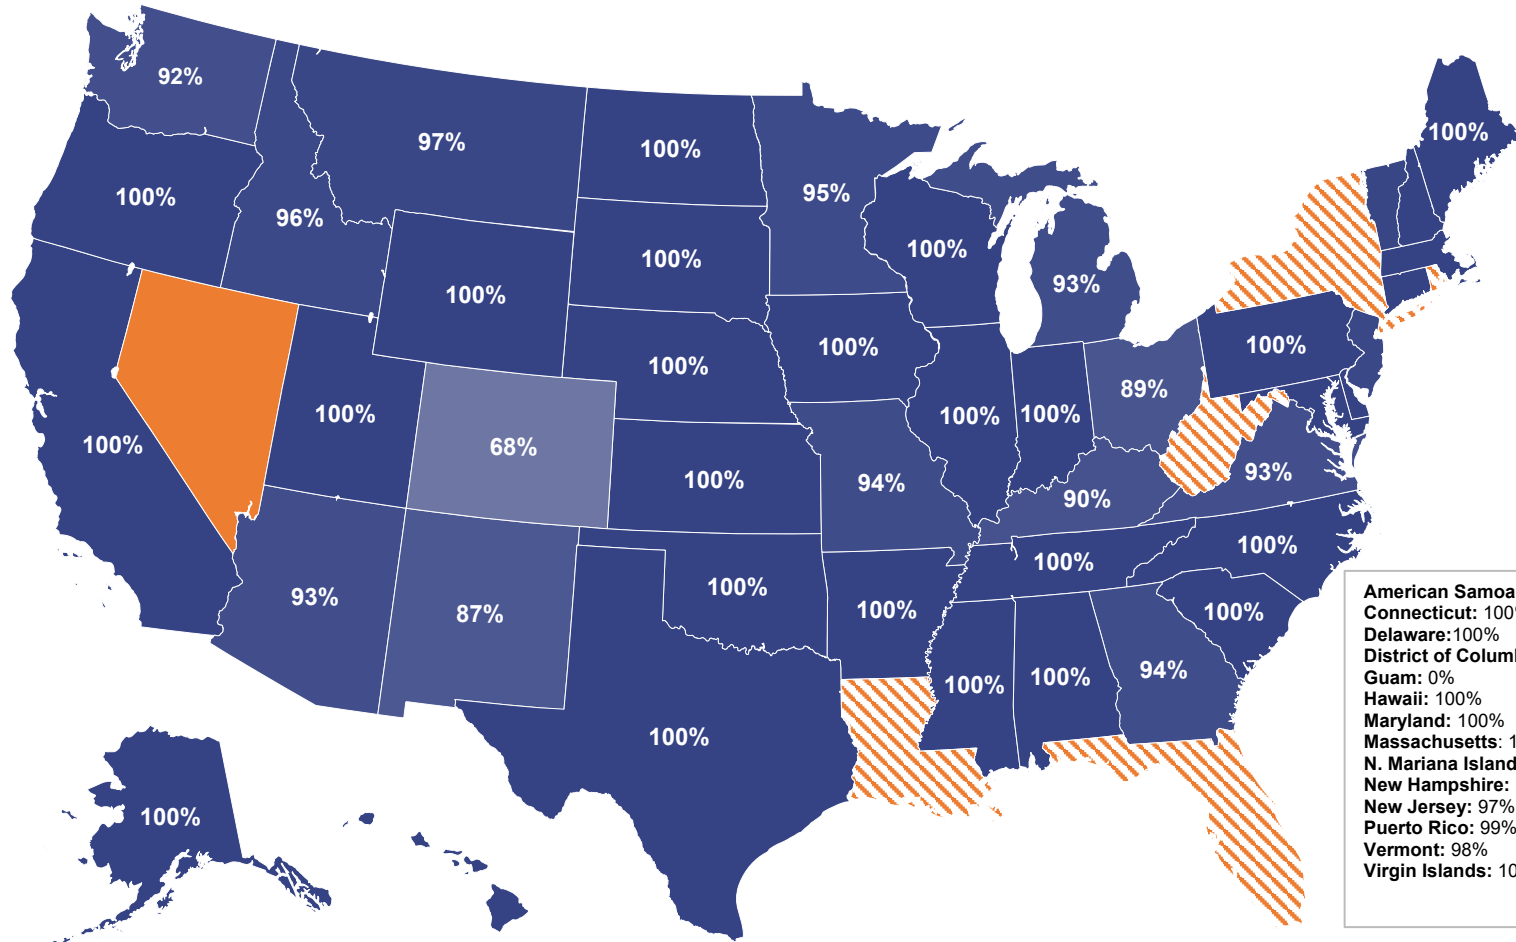 92%
97%
100%
100%
100%
96%
95%
100%
93%
100%
100%
100%
100%
100%
100%
89%
100%
68%
100%
100%
100%
100%
94%
90%
93%
93%
87%
100%
100%
100%
100%
100%
100%
100%
94%
100%
100%
American Samoa
Connecticut: 100
Delaware:100%
District of
Guam: 0%
Hawaii: 100%
Maryland: 100%
Massachusetts: 1
N. Mariana
New Hampshire:
New Jersey: 97%
Puerto Rico: 99%
Vermont: 98%
Virgin Islands: 10